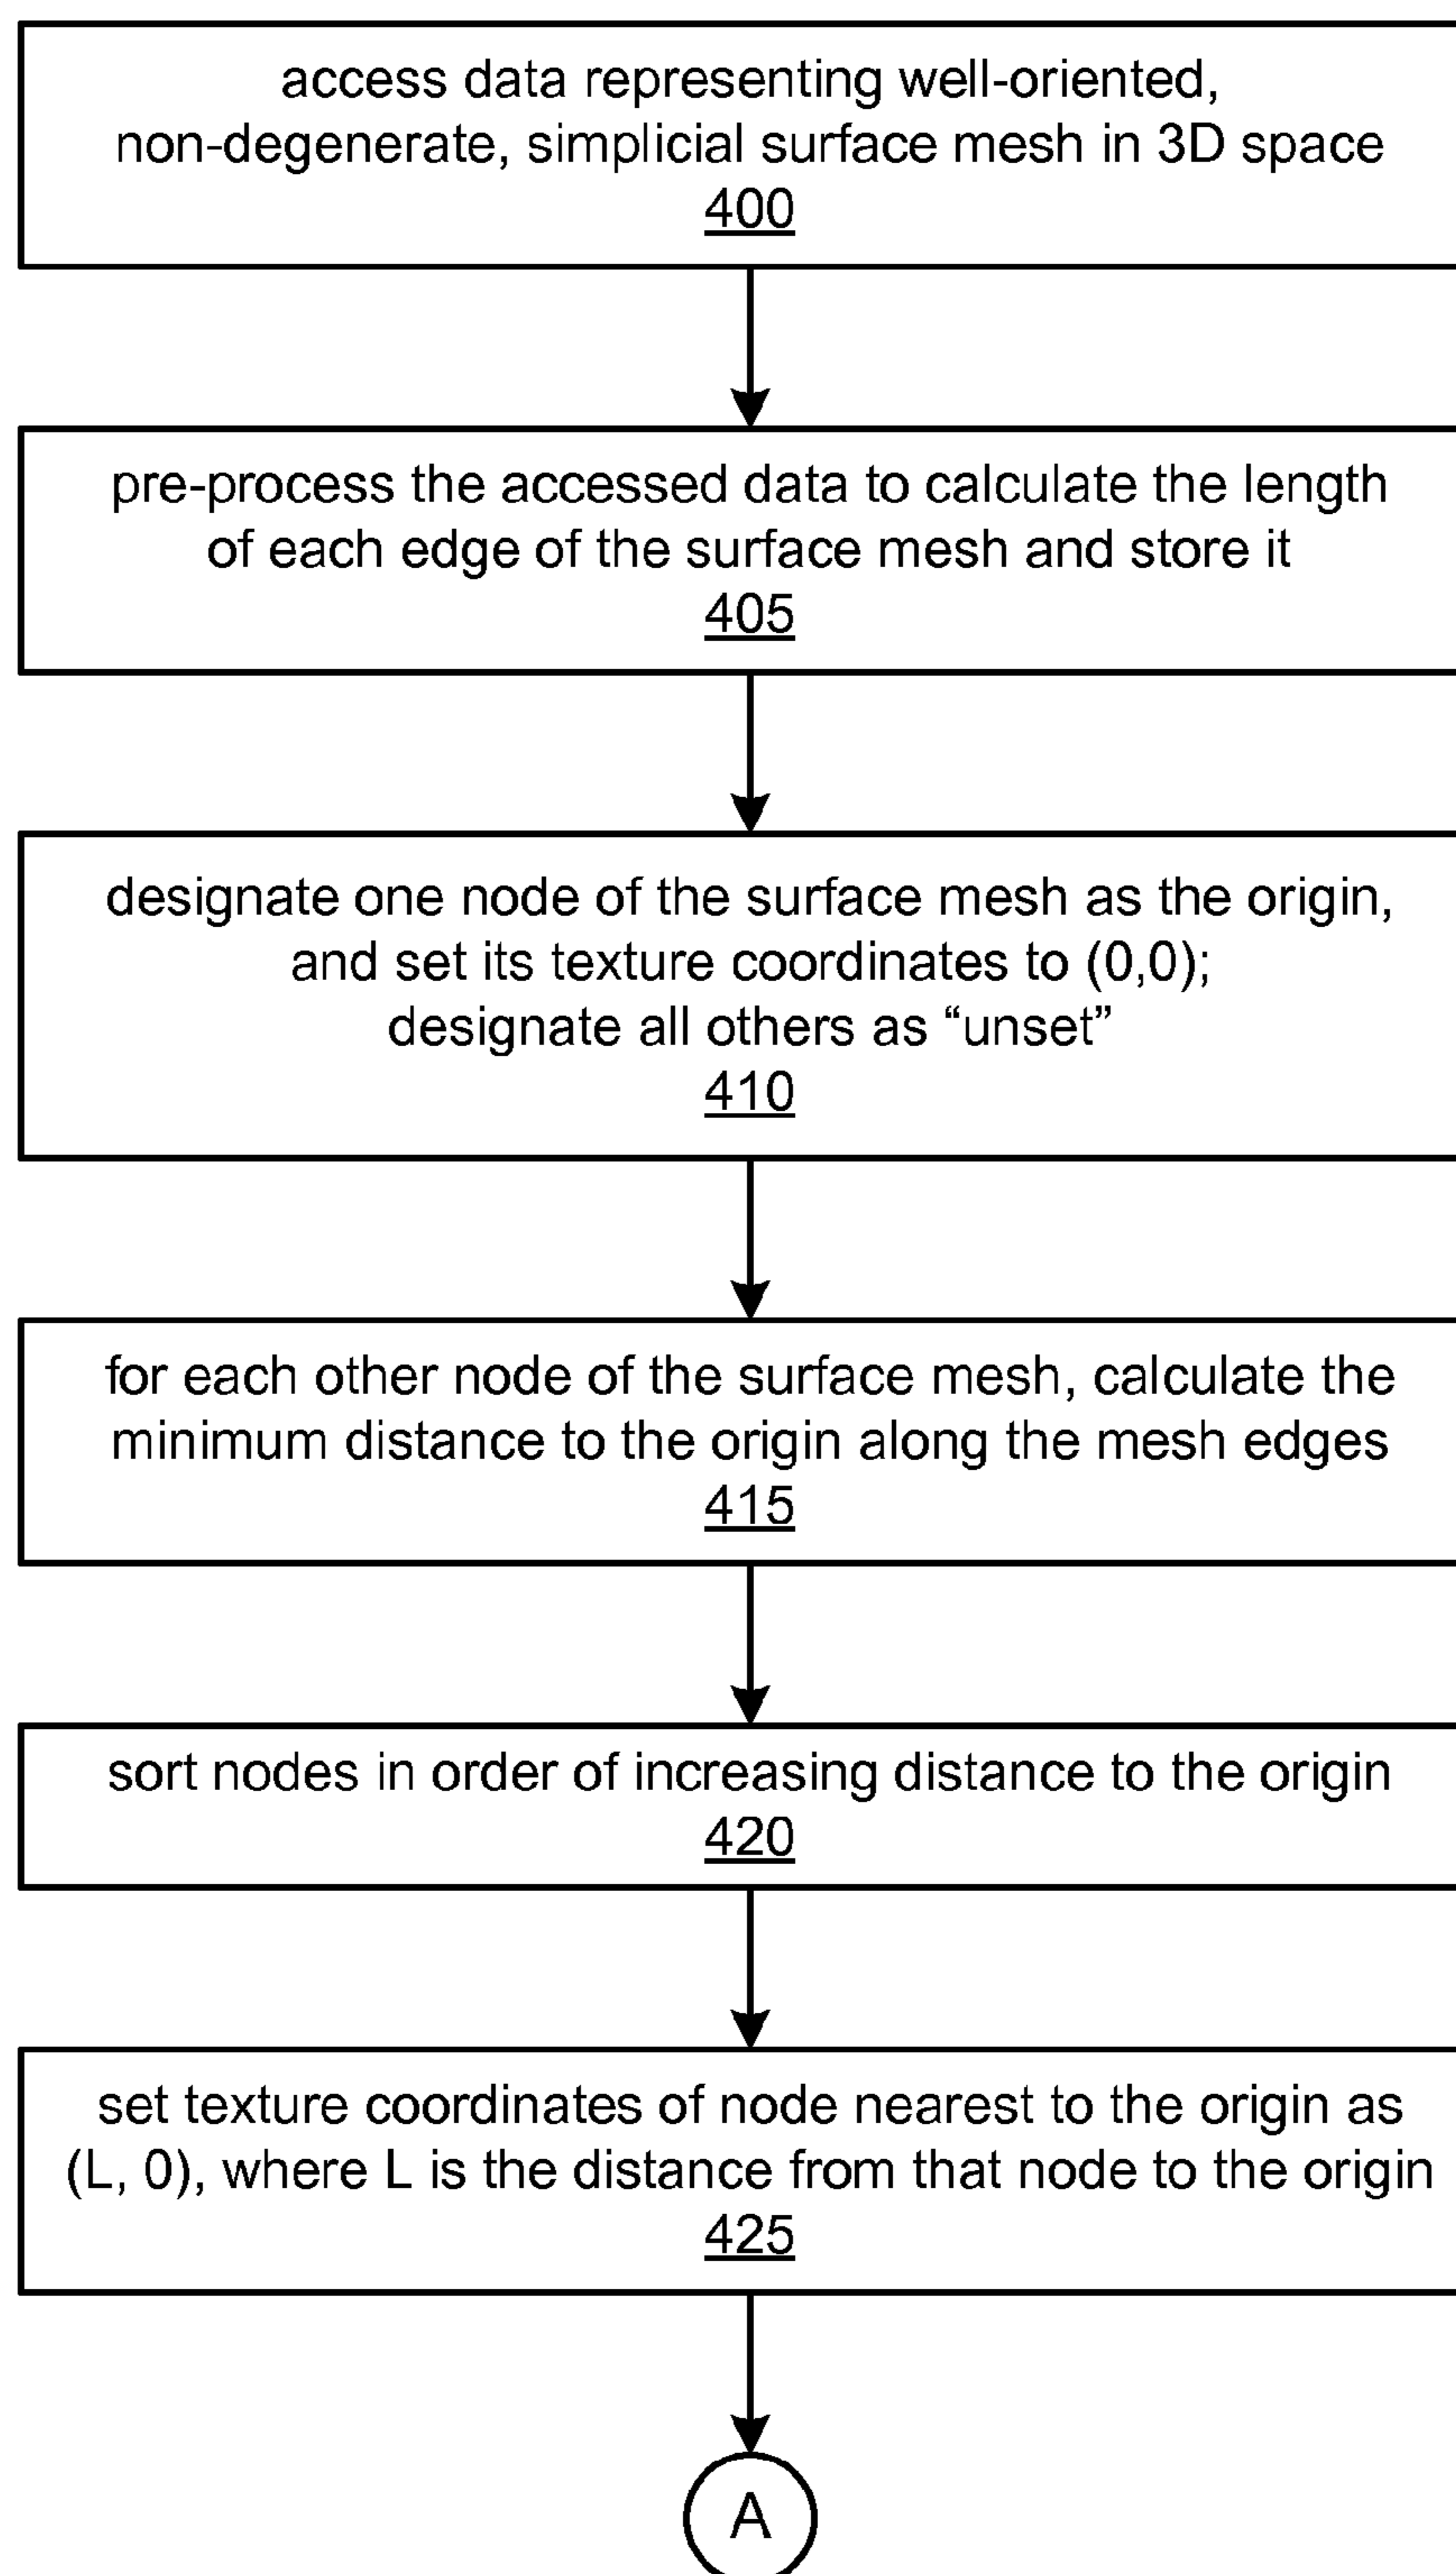 access data representing well-oriented,
non-degenerate, simplicial surface mesh in 3D space
400
pre-process the accessed data to calculate the length
of each edge of the surface mesh and store it
405
designate one node of the surface mesh as the origin,
and set its texture coordinates to (0,0);
designate all others as “unset”
410
for each other node of the surface mesh, calculate the
minimum distance to the origin along the mesh edges
415
sort nodes in order of increasing distance to the origin
420
set texture coordinates of node nearest to the origin as
(L, 0), where L is the distance from that node to the origin
425
A